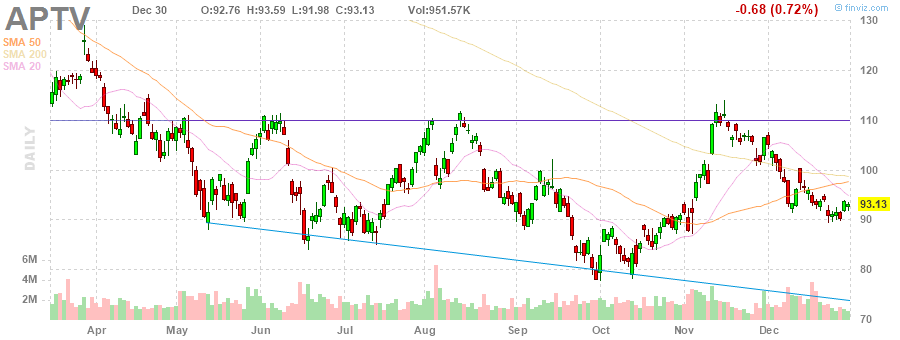 APTV Dec 30 O:92.76 H:93.59 L:91.98 C:93.13 Vol:951.57K -0.68 (0.72%) finviz.com
SMA 50
SMA 200
SMA 20
DAILY
130
120
110
100
93.13
90
80
70
6M
4M
2M
Apr May Jun Jul Aug Sep Oct Nov Dec